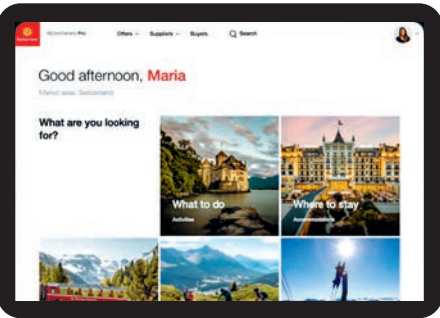 Offers
Suppliers
Buyers
Search
Good afternoon, Maria
What are you looking
for?
What to do
Activities
Where to stay
Accommodations